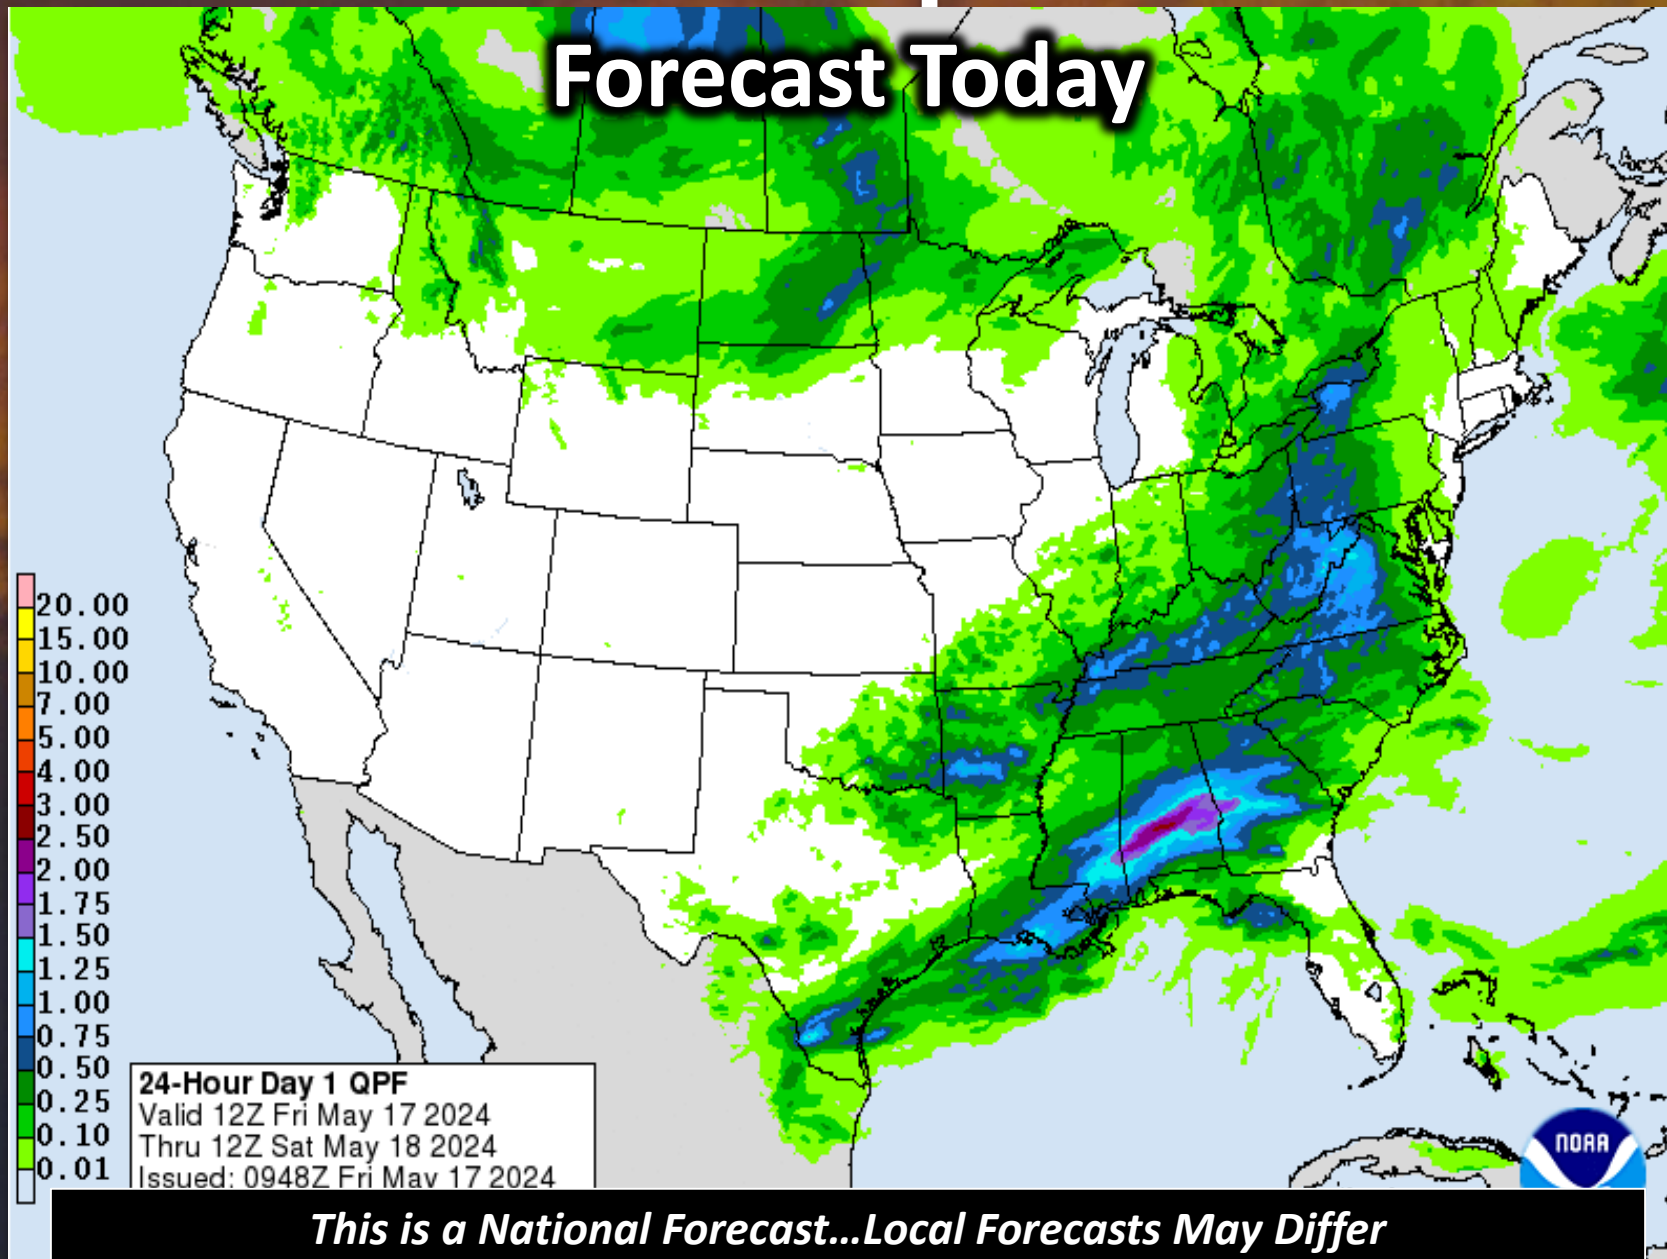 Forecast Today
20.00
15.00
10.00
7.00
5.00
4.00
3.00
2.50
2.00
1.75
1.50
1.25
1.00
0.75
0.50
0.25
0.10
0.01
24-Hour Day 1 QPF
Valid 12Z Fri May 17 2024
Thru 12Z Sat May 18 2024
Issued: 0948Z Fri May 17 2024
NOAA
This is a National Forecast...Local Forecasts May Differ